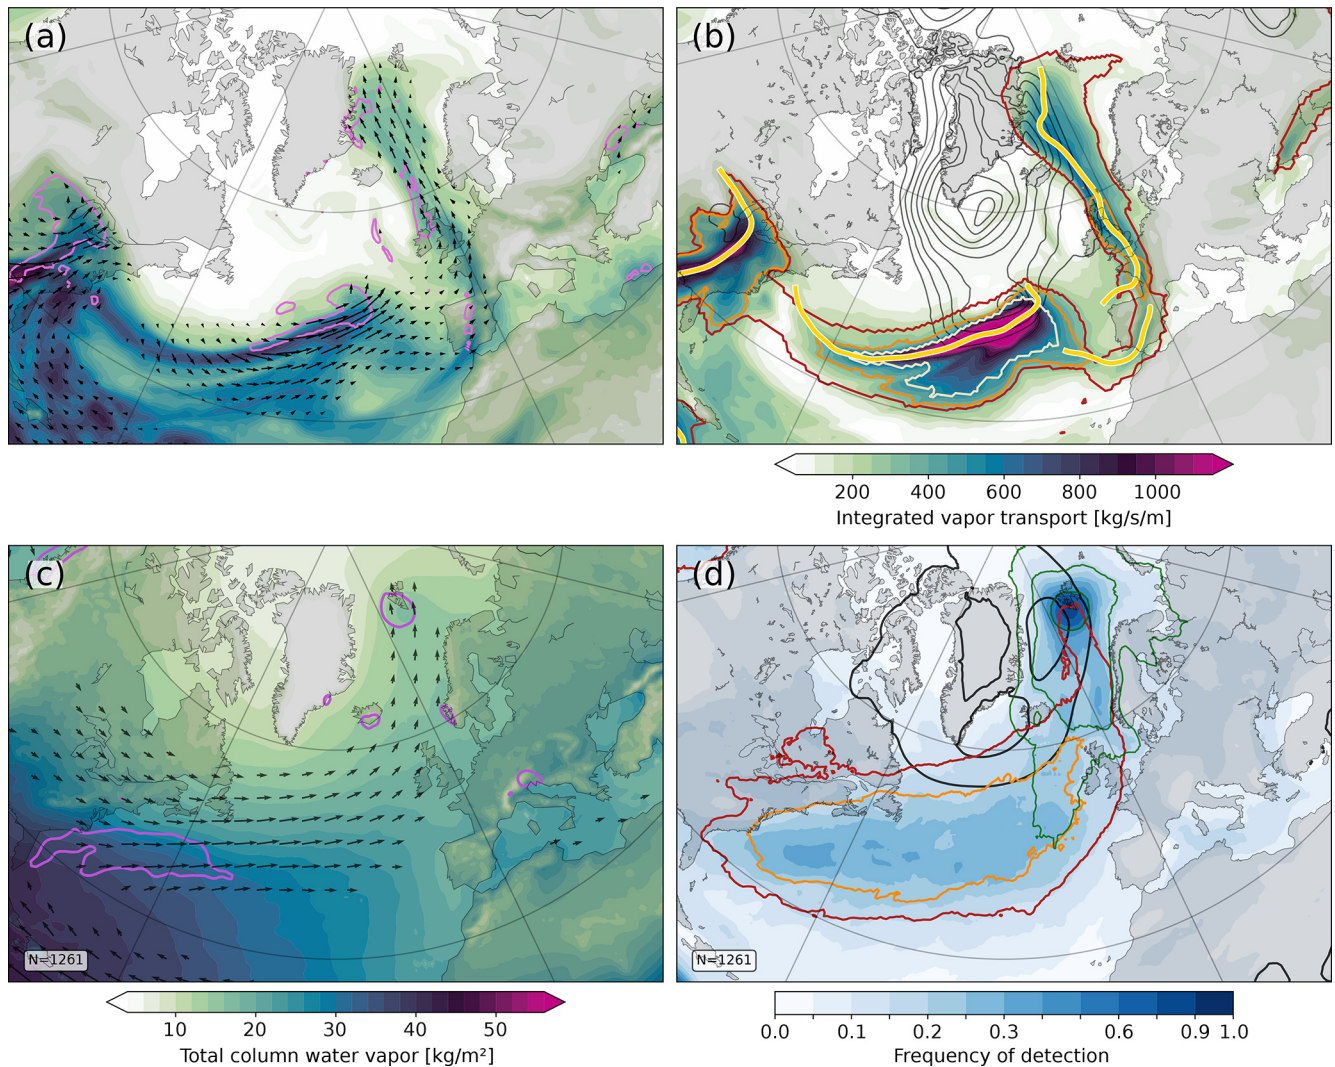 (a)
(b)
200 400 600 800 1000
Integrated vapor transport [kg/s/m]
(c)
(d)
N=1261
N=1261
10 20 30 40 50
Total column water vapor [kg/m²]
0.0 0.1 0.2 0.3 0.6 0.9 1.0
Frequency of detection